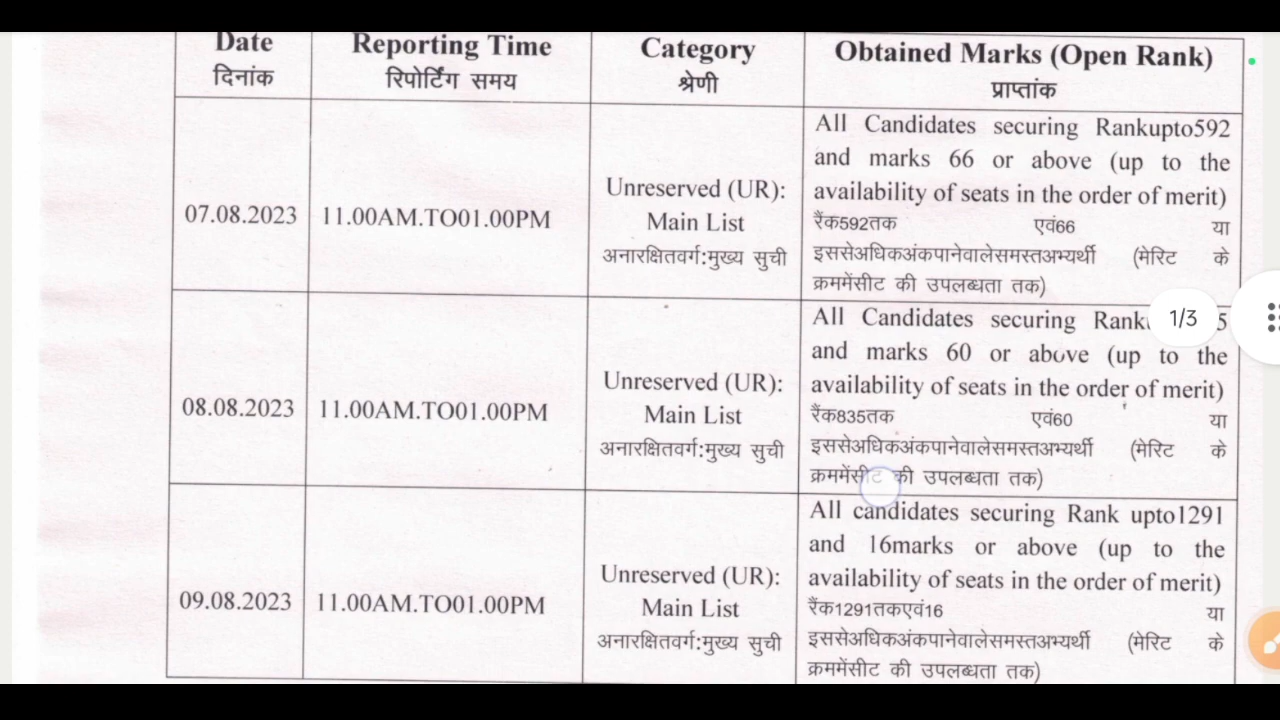 Date
दिनांक
Reporting Time
रिपोर्टिंग समय
Category
श्रेणी
Obtained Marks (Open Rank)
प्राप्तांक
07.08.2023
11.00AM.TO01.00PM
Unreserved (UR):
Main List
अनारक्षितवर्ग:मुख्य सुची
All Candidates securing Rankupto592
and marks 66 or above (up to the
availability of seats in the order of merit)
रैंक592तक एवं66 या
इससेअधिकअंकपानेवालेसमस्तअभ्यर्थी (मेरिट के
क्रममेंसीट की उपलब्धता तक)
08.08.2023
11.00AM.TO01.00PM
Unreserved (UR):
Main List
अनारक्षितवर्ग:मुख्य सुची
All Candidates securing
and marks 60 or above (up to the
availability of seats in the order of merit)
रैंक835तक एवं60 या
इससेअधिकअंकपानेवालेसमस्तअभ्यर्थी (मेरिट के
क्रममेंसीट की उपलब्धता तक)
09.08.2023
11.00AM.TO01.00PM
Unreserved (UR):
Main List
अनारक्षितवर्ग:मुख्य सुची
All candidates securing Rank upto1291
and 16marks or above (up to the
availability of seats in the order of merit)
रैंक1291तकएवं16 या
इससेअधिकअंकपानेवालेसमस्तअभ्यर्थी (मेरिट के
क्रममेंसीट की उपलब्धता तक)
1/3